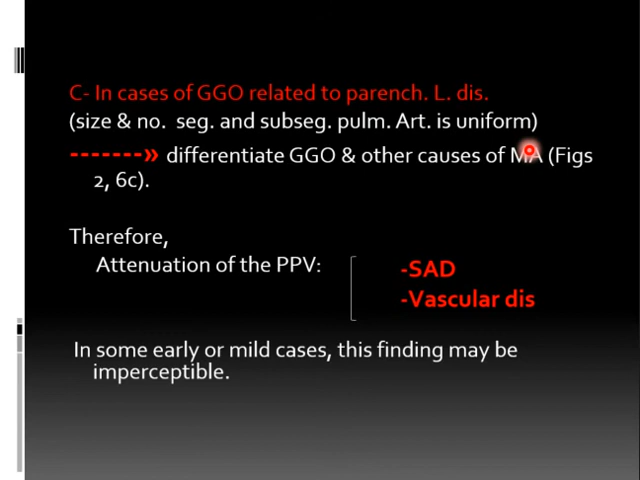 C- In cases of GGO related to parench. L. dis.
(size & no. seg. and subseg. pulm. Art. is uniform)
-------» differentiate GGO & other causes of MA (Figs
2, 6c).
Therefore,
Attenuation of the PPV:
-SAD
-Vascular dis
In some early or mild cases, this finding may be
imperceptible.